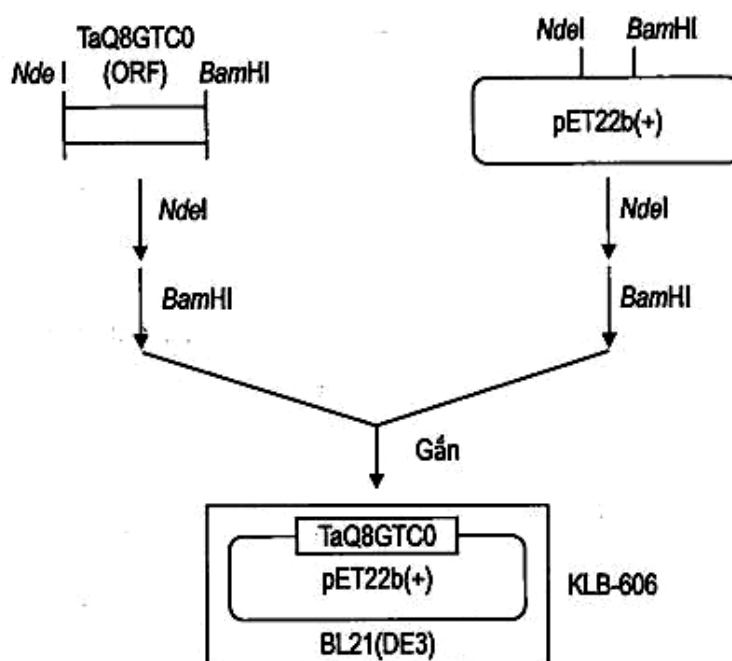 TaQ8GTC0
Nde I (ORF) BamHI
NdeI BamHI
pET22b(+)
NdeI
NdeI
BamHI
BamHI
Gắn
TaQ8GTC0
pET22b(+)
KLB-606
BL21(DE3)